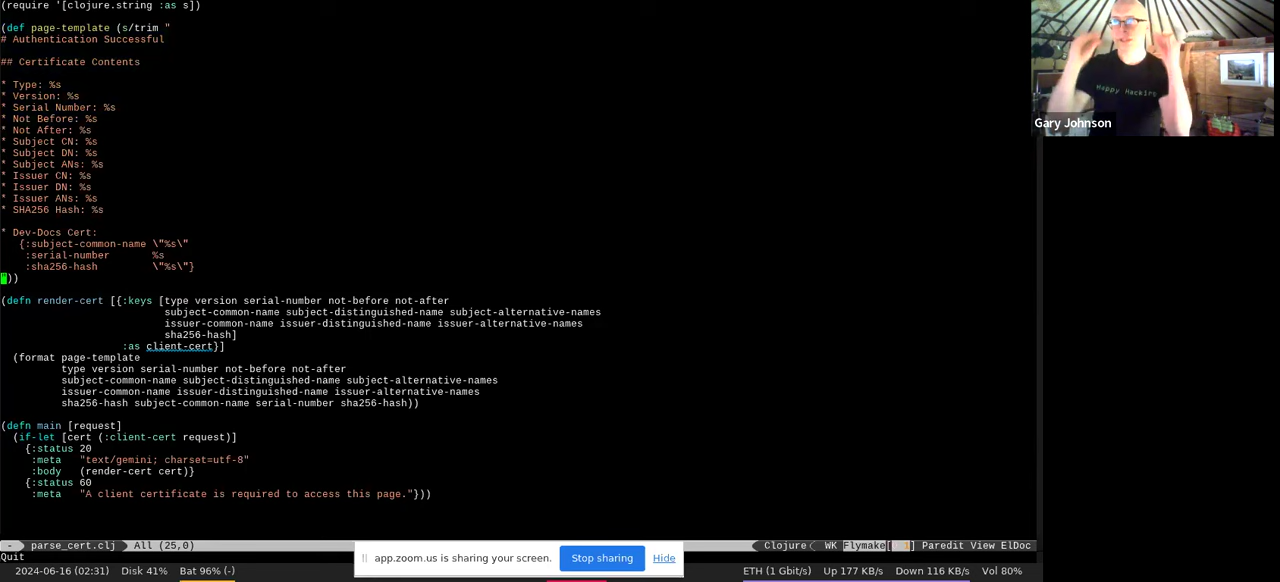 (require '[clojure.string :as s])
(def page-template (s/trim "
# Authentication Successful
## Certificate Contents
* Type: %s
* Version: %s
* Serial Number: %s
* Not Before: %s
* Not After: %s
* Subject CN: %s
* Subject DN: %s
* Subject ANs: %s
* Issuer CN: %s
* Issuer DN: %s
* Issuer ANs: %s
* SHA256 Hash: %s
* Dev-Docs Cert:
{:subject-common-name \"%s\"
:serial-number %s
:sha256-hash \"%s\"}
"))
(defn render-cert [{:keys [type version serial-number not-before not-after
subject-common-name subject-distinguished-name subject-alternative-names
issuer-common-name issuer-distinguished-name issuer-alternative-names
sha256-hash]
:as client-cert}]
(format page-template
type version serial-number not-before not-after
subject-common-name subject-distinguished-name subject-alternative-names
issuer-common-name issuer-distinguished-name issuer-alternative-names
sha256-hash subject-common-name serial-number sha256-hash))
(defn main [request]
(if-let [cert (:client-cert request)]
{:status 20
:meta "text/gemini; charset=utf-8"
:body (render-cert cert)}
{:status 60
:meta "A client certificate is required to access this page."}))
- parse_cert.clj All (25,0) Clojure WK Flymake[ ] Paredit View ElDoc
Quit
app.zoom.us is sharing your screen. Stop sharing Hide
2024-06-16 (02:31) Disk 41% Bat 96% (-) ETH (1 Gbit/s) Up 177 KB/s Down 116 KB/s Vol 80%
Happy Hacking
Gary Johnson